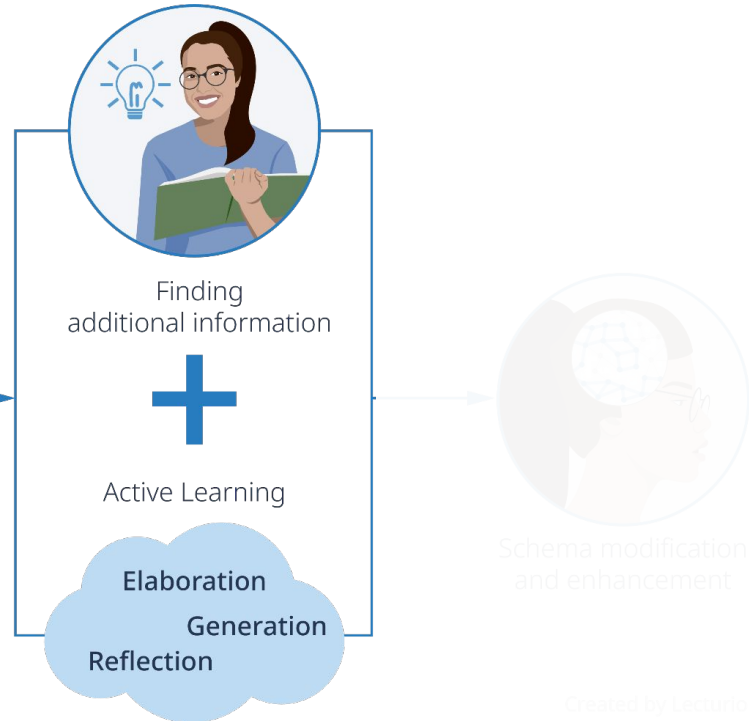 Finding
additional information
Active Learning
Elaboration
Generation
Reflection
Schema modification
and enhancement
Created by Lecturio